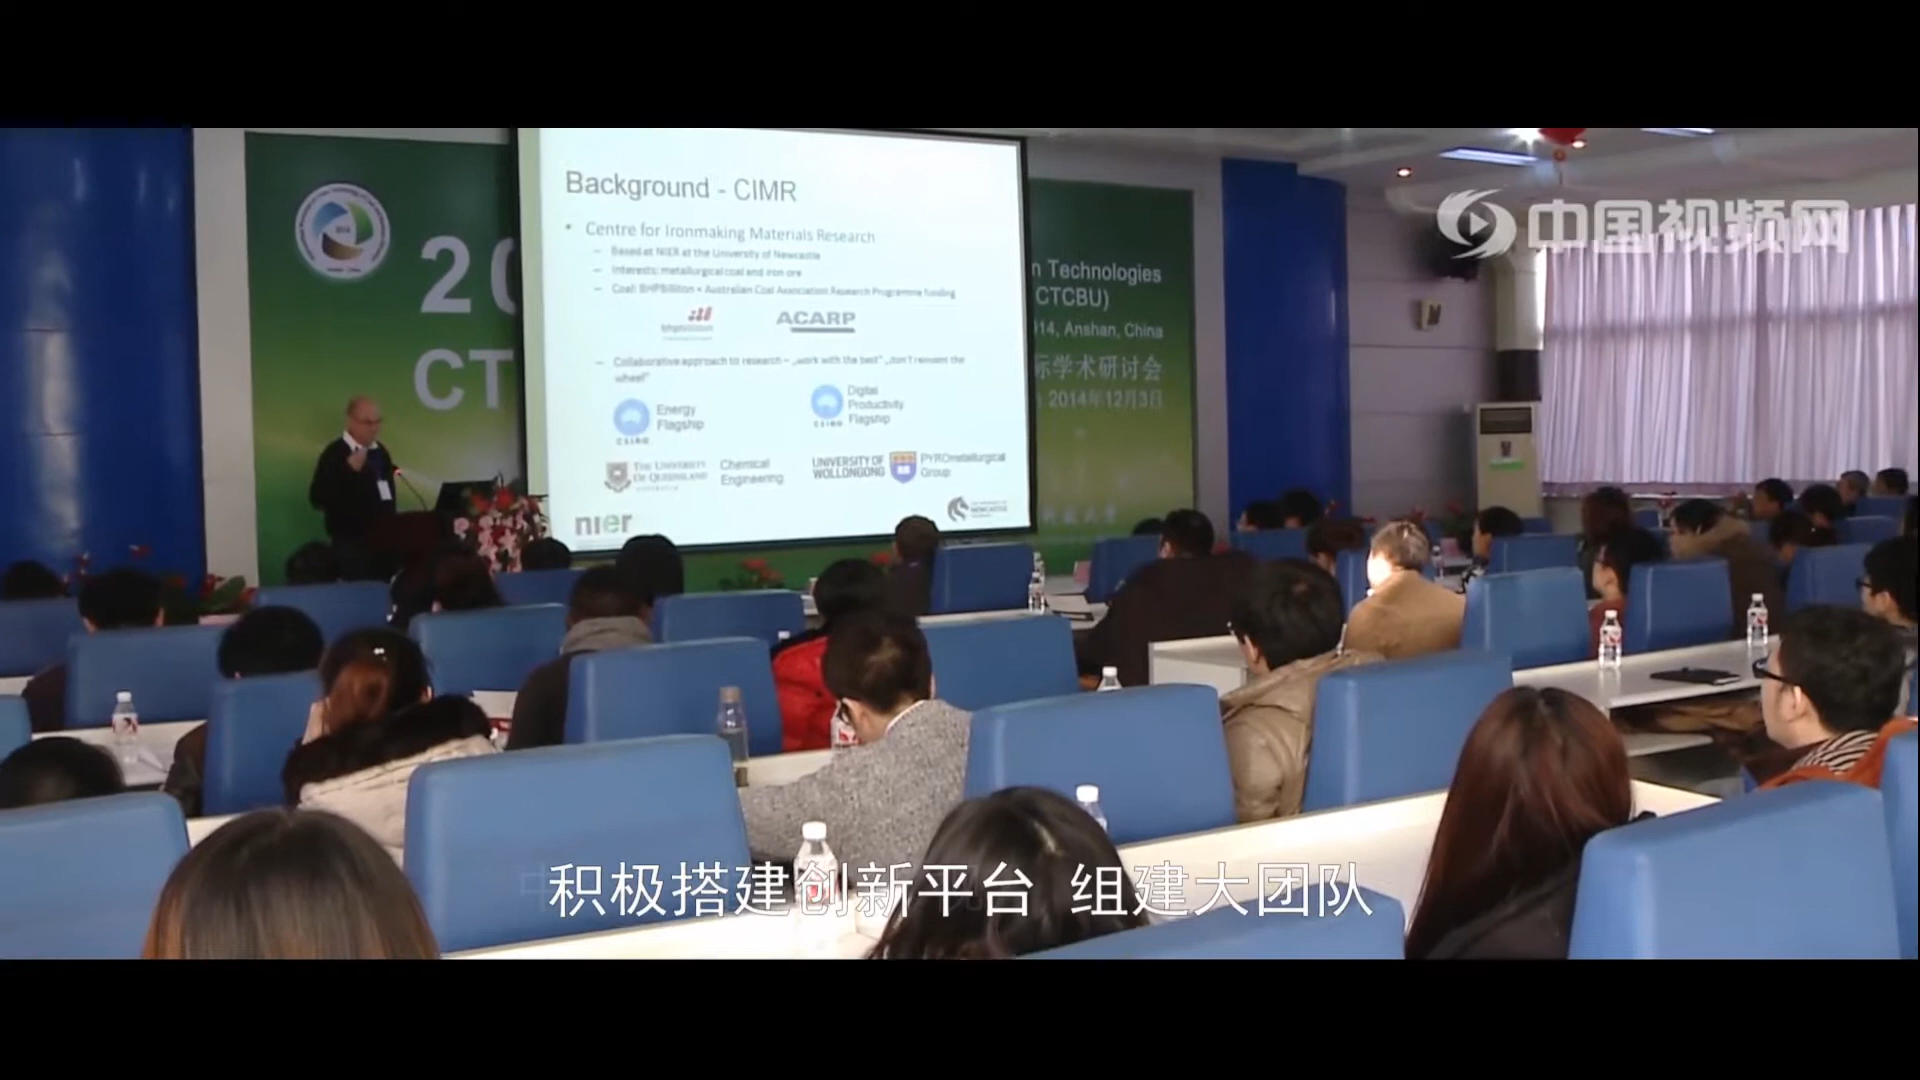 中国视频网
20
CT
n Technologies
CTCBU)
014, Anshan, China
际学术研讨会
2014年12月3日
Background - CIMR
• Centre for Ironmaking Materials Research
– Based at NIER at the University of Newcastle
– Interests: metallurgical coal and iron ore
– Coal: BHPBilliton + Australian Coal Association Research Programme funding
bhpbilliton
ACARP
– Collaborative approach to research – „work with the best" „don't reinvent the
wheel"
CSIRO
Energy
Flagship
CSIRO
Digital
Productivity
Flagship
THE UNIVERSITY
OF QUEENSLAND
Chemical
Engineering
UNIVERSITY OF
WOLLONGONG
PYROmetallurgical
Group
nier
NEWCASTLE
积极搭建创新平台 组建大团队